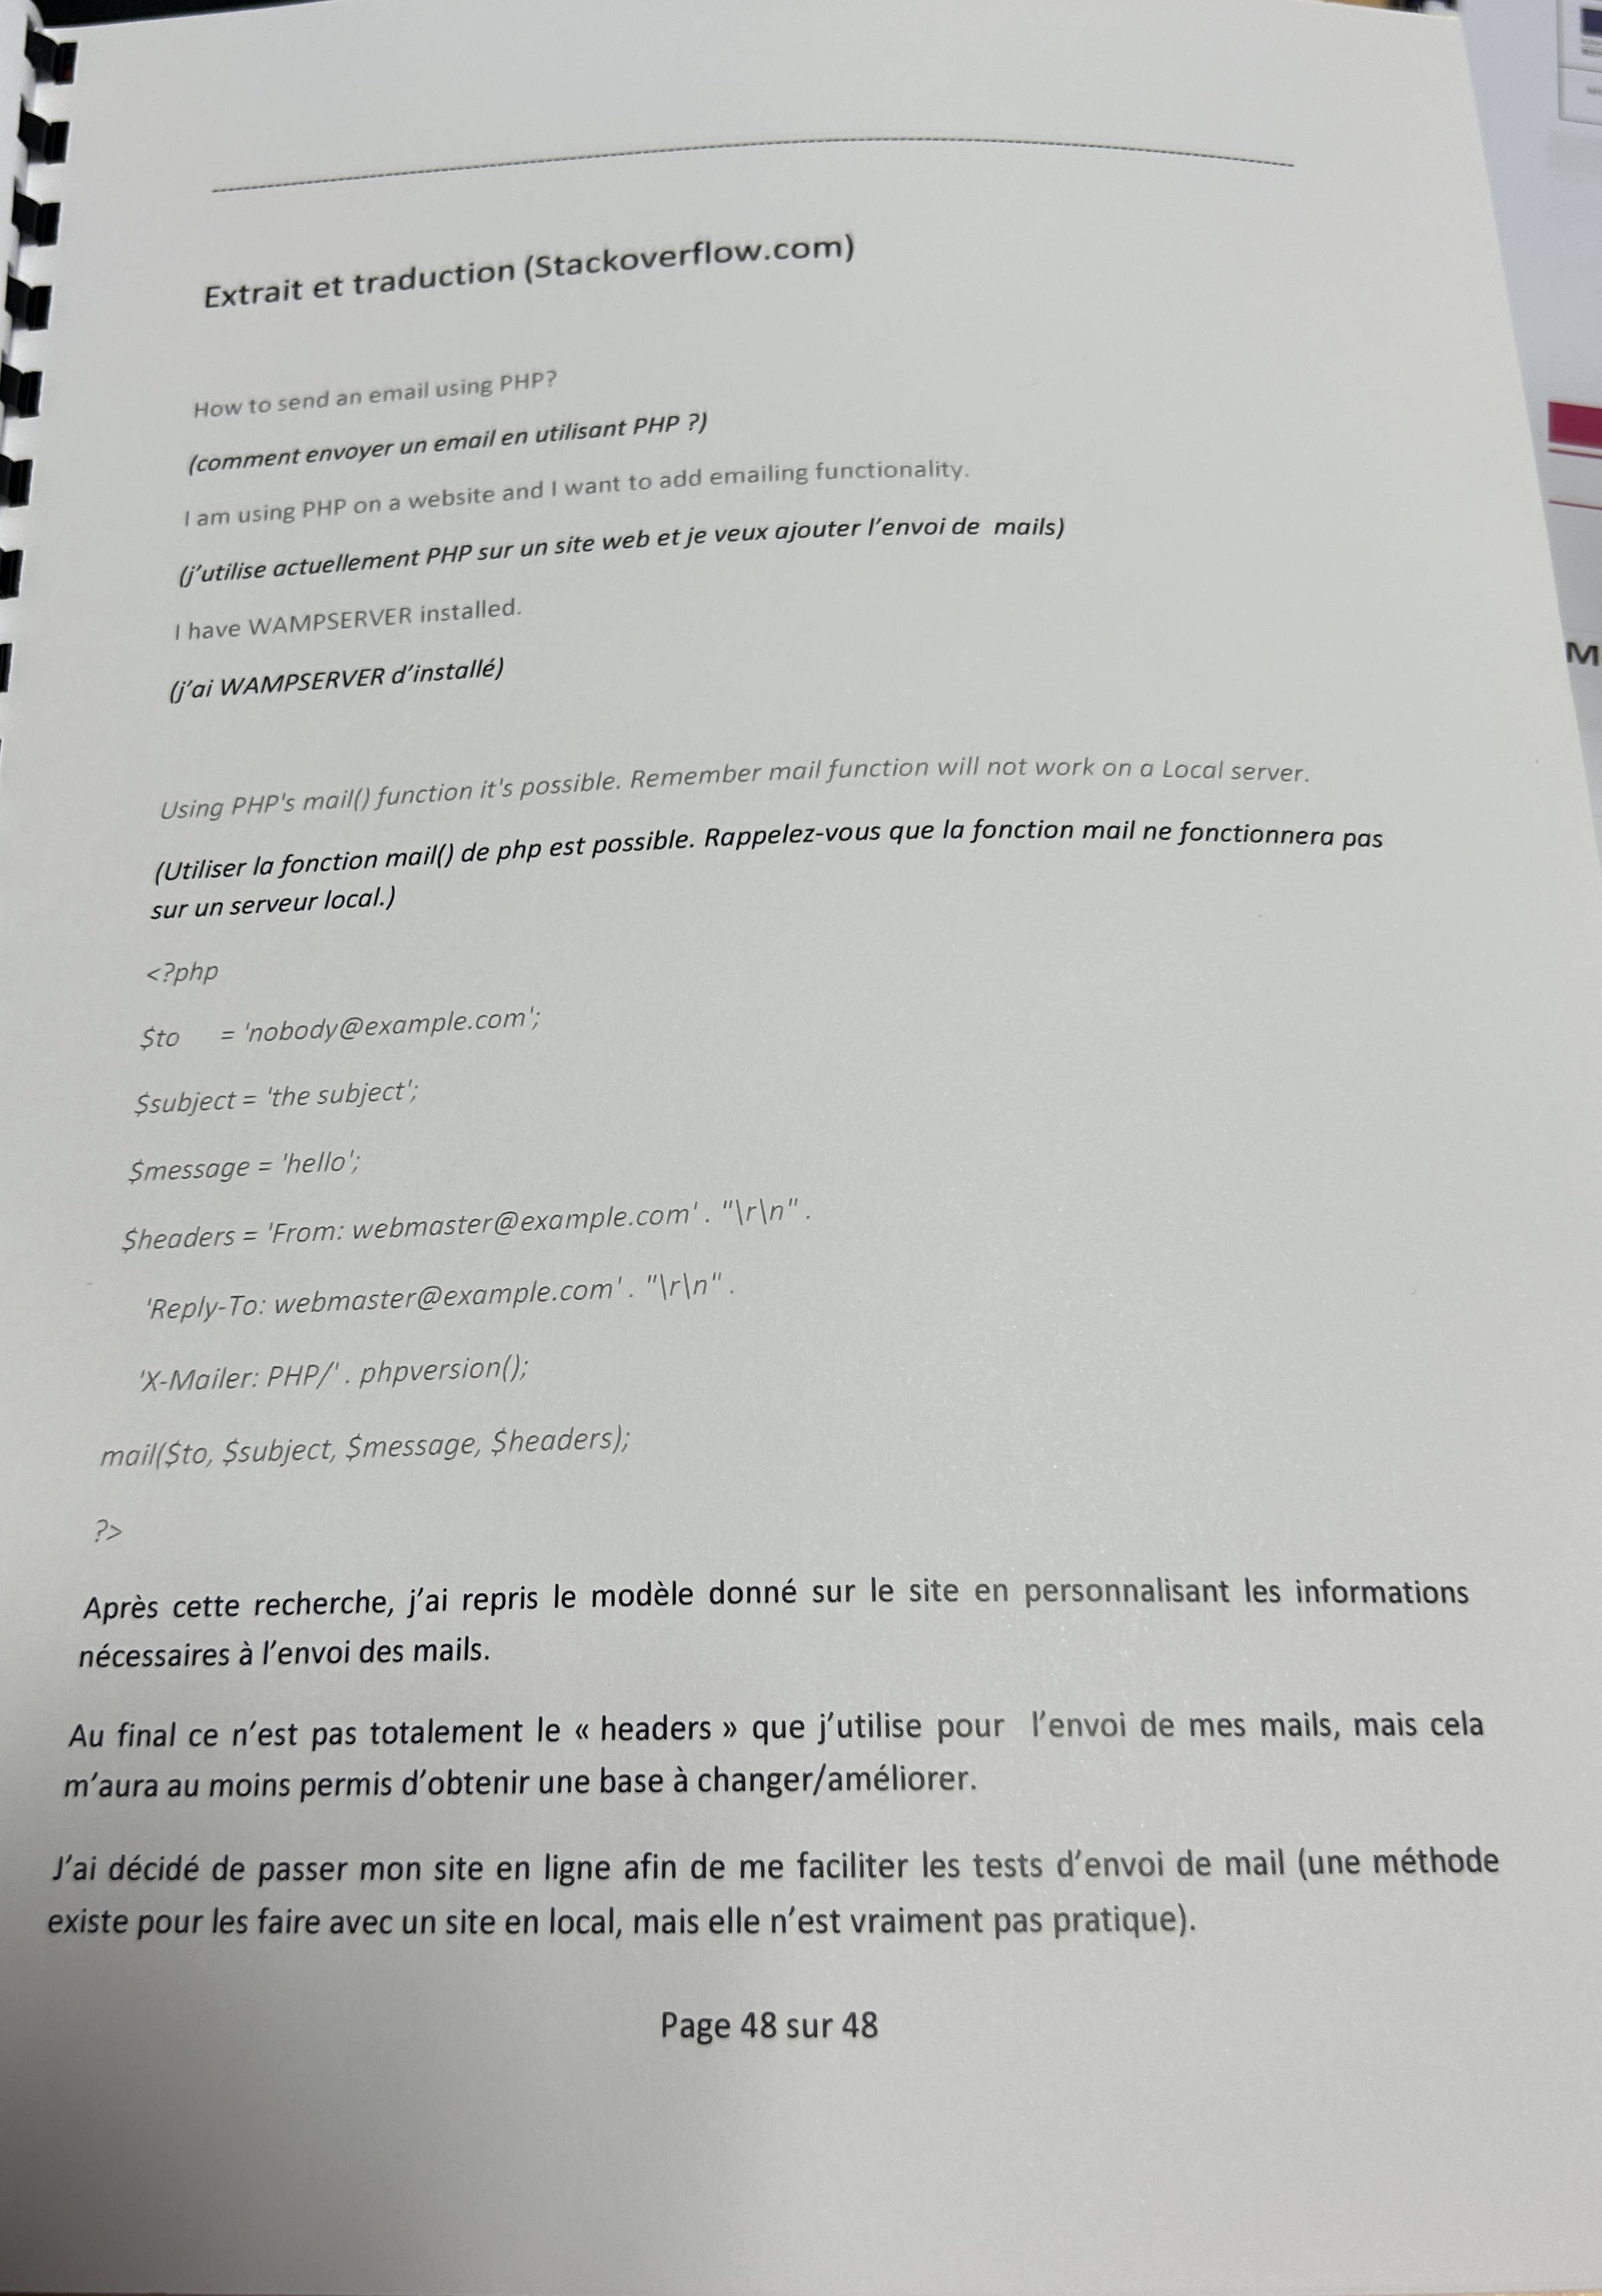 Extrait et traduction (Stackoverflow.com)
How to send an email using PHP?
(comment envoyer un email en utilisant PHP ?)
I am using PHP on a website and I want to add emailing functionality.
(j'utilise actuellement PHP sur un site web et je veux ajouter l'envoi de  mails)
I have WAMPSERVER installed.
(j'ai WAMPSERVER d'installé)
Using PHP's mail() function it's possible. Remember mail function will not work on a Local server.
(Utiliser la fonction mail() de php est possible. Rappelez-vous que la fonction mail ne fonctionnera pas
sur un serveur local.)
<?php
$to     = 'nobody@example.com';
$subject = 'the subject';
$message = 'hello';
$headers = 'From: webmaster@example.com' . "\r\n" .
'Reply-To: webmaster@example.com' . "\r\n" .
'X-Mailer: PHP/' . phpversion();
mail($to, $subject, $message, $headers);
?>
Après cette recherche, j'ai repris le modèle donné sur le site en personnalisant les informations
nécessaires à l'envoi des mails.
Au final ce n'est pas totalement le « headers » que j'utilise pour  l'envoi de mes mails, mais cela
m'aura au moins permis d'obtenir une base à changer/améliorer.
J'ai décidé de passer mon site en ligne afin de me faciliter les tests d'envoi de mail (une méthode
existe pour les faire avec un site en local, mais elle n'est vraiment pas pratique).
Page 48 sur 48
M